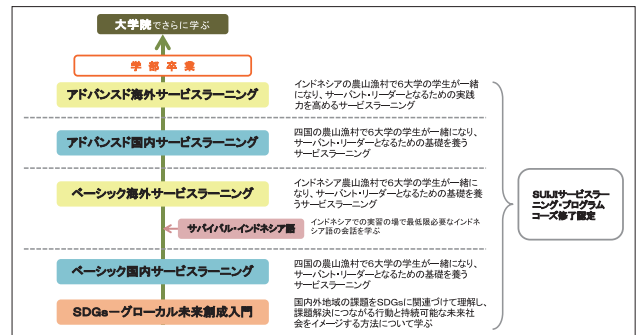 大学院でさらに学ぶ
学部卒業
アドバンスド海外サービスラーニング
インドネシアの農山漁村で6大学の学生が一緒
になり、サーバント・リーダーとなるための実践
力を高めるサービスラーニング
アドバンスド国内サービスラーニング
四国の農山漁村で6大学の学生が一緒になり、
サーバント・リーダーとなるための基礎を養う
サービスラーニング
ベーシック海外サービスラーニング
インドネシア農山漁村で6大学の学生が一緒に
なり、サーバント・リーダーとなるための基礎を養
うサービスラーニング
サバイバル・インドネシア語
インドネシアでの実習の場で最低限必要なインドネ
シア語の会話を学ぶ
ベーシック国内サービスラーニング
四国の農山漁村で6大学の学生が一緒になり、
サーバント・リーダーとなるための基礎を養う
サービスラーニング
SDGs－グローカル未来創成入門
国内外地域の課題をSDGsに関連づけて理解し、
課題解決につながる行動と持続可能な未来社
会をイメージする方法について学ぶ
SUIJIサービスラー
ニング・プログラム
コーズ修了認定